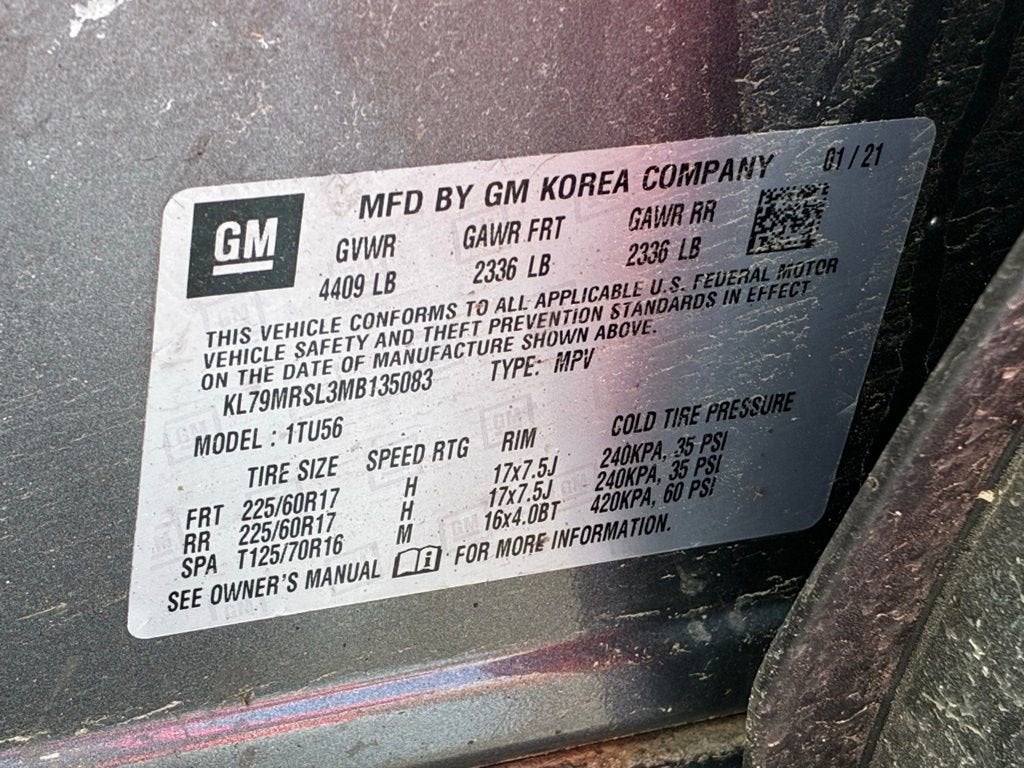 GM
MFD BY GM KOREA COMPANY 01 / 21
GVWR GAWR FRT GAWR RR
4409 LB 2336 LB 2336 LB
THIS VEHICLE CONFORMS TO ALL APPLICABLE U.S. FEDERAL MOTOR
VEHICLE SAFETY AND THEFT PREVENTION STANDARDS IN EFFECT
ON THE DATE OF MANUFACTURE SHOWN ABOVE.
KL79MRSL3MB135083 TYPE: MPV
MODEL : 1TU56
TIRE SIZE SPEED RTG RIM COLD TIRE PRESSURE
FRT 225/60R17 H 17x7.5J 240KPA, 35 PSI
RR 225/60R17 H 17x7.5J 240KPA, 35 PSI
SPA T125/70R16 M 16x4.0BT 420KPA, 60 PSI
SEE OWNER'S MANUAL i FOR MORE INFORMATION.